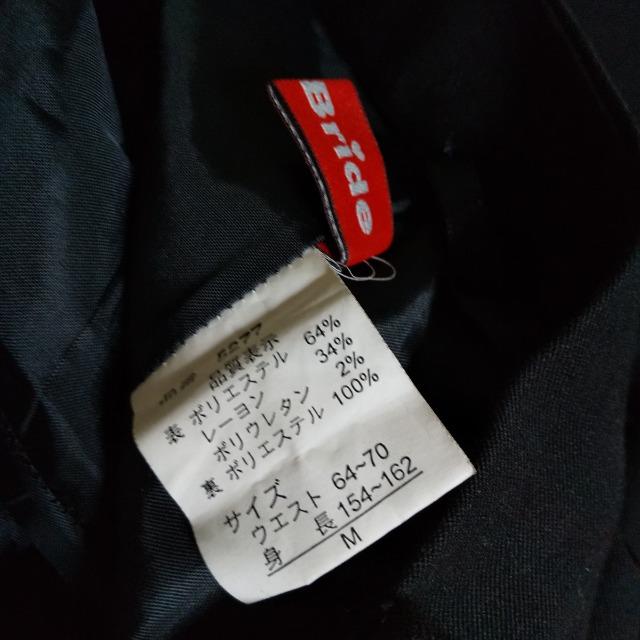 Bride
5277
品質表示
表 ポリエステル 64%
レーヨン 34%
ポリウレタン 2%
裏 ポリエステル 100%
サイズ
ウエスト 64~70
身 長 154~162
M